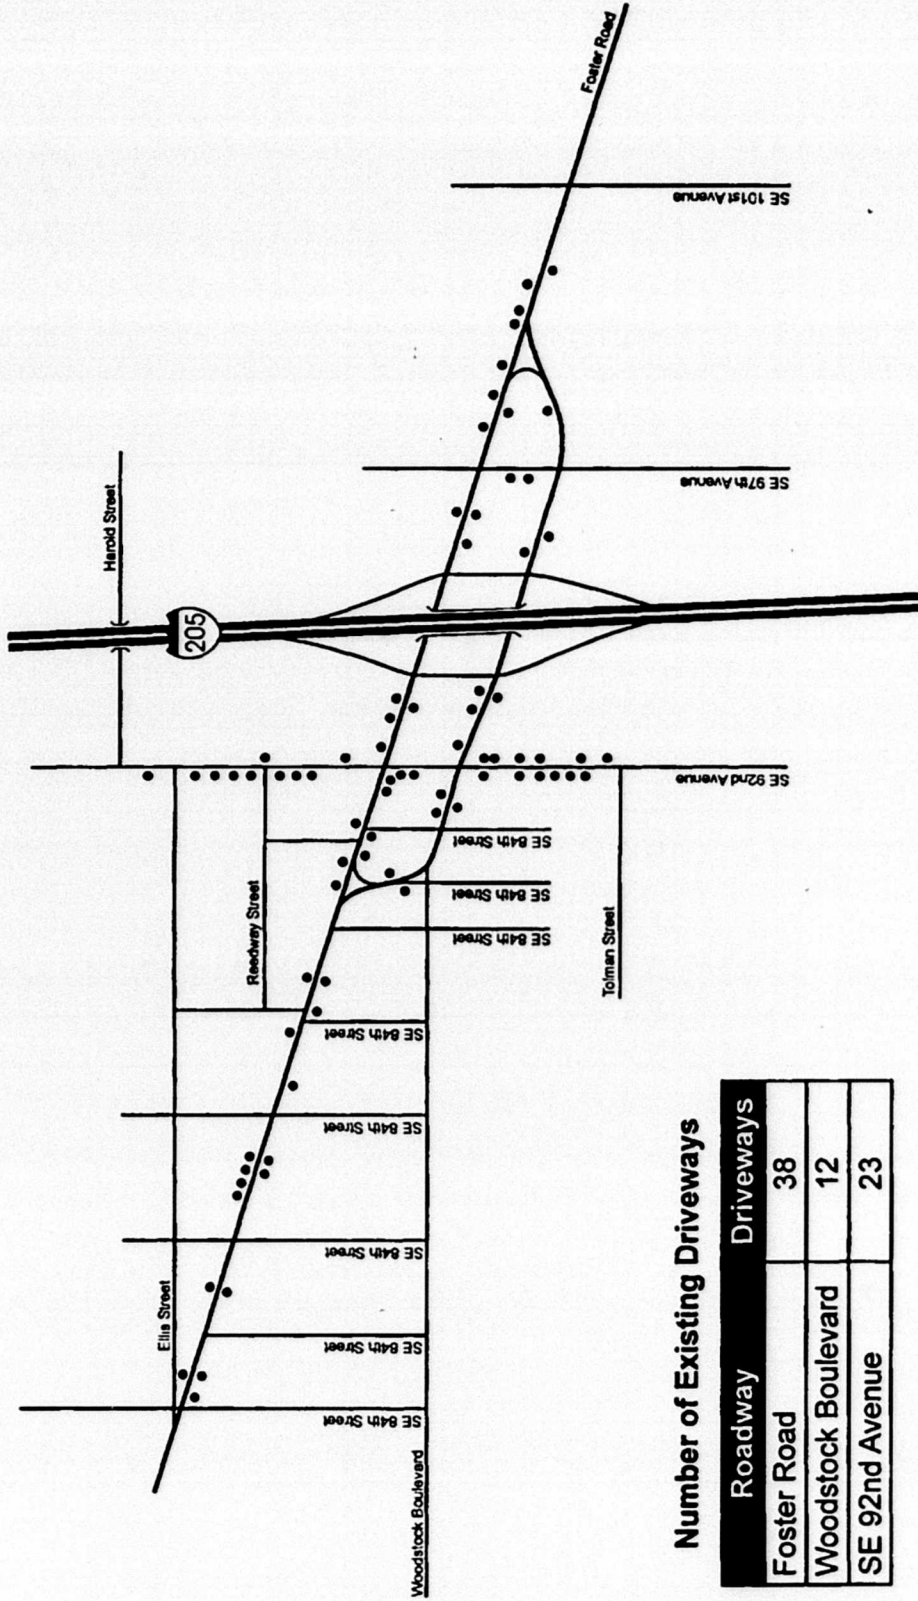 Foster Road
SE 101st Avenue
Harold Street
SE 97th Avenue
205
SE 92nd Avenue
SE 84th Street
SE 84th Street
SE 84th Street
Reedway Street
Tolman Street
SE 84th Street
SE 84th Street
SE 84th Street
Ellis Street
SE 84th Street
SE 84th Street
Woodstock Boulevard
Number of Existing Driveways
Roadway Driveways
Foster Road 38
Woodstock Boulevard 12
SE 92nd Avenue 23